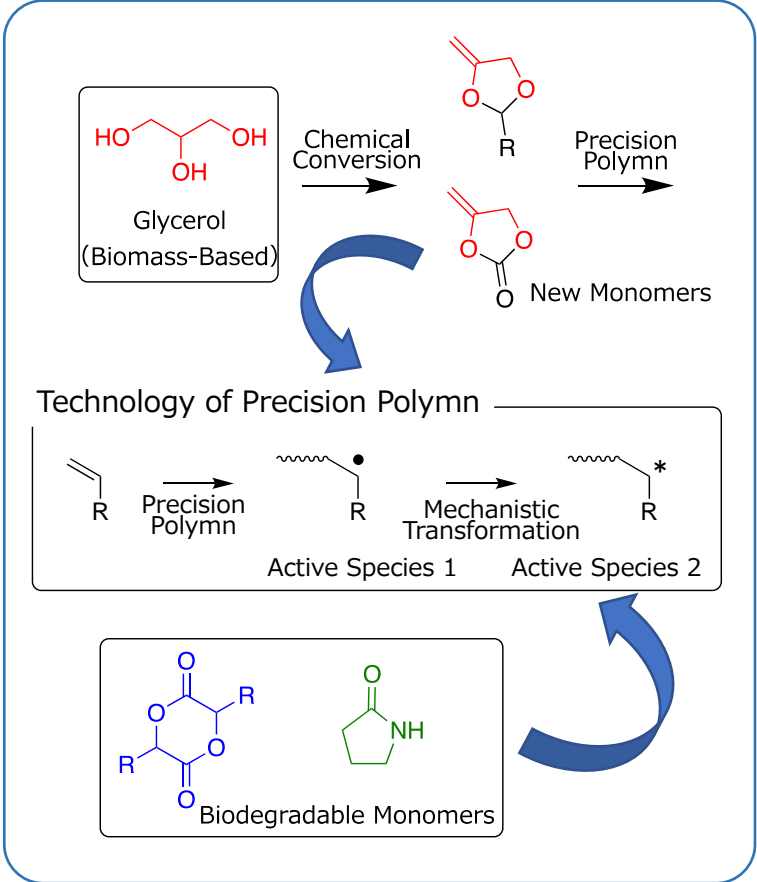 HO
OH
OH
Glycerol
(Biomass-Based)
Chemical
Conversion
O
O
R
O
O
O
New Monomers
Precision
Polymn
Technology of Precision Polymn
R
Precision
Polymn
R
Active Species 1
Mechanistic
Transformation
*
R
Active Species 2
O
O
R
R
O
O
O
NH
Biodegradable Monomers